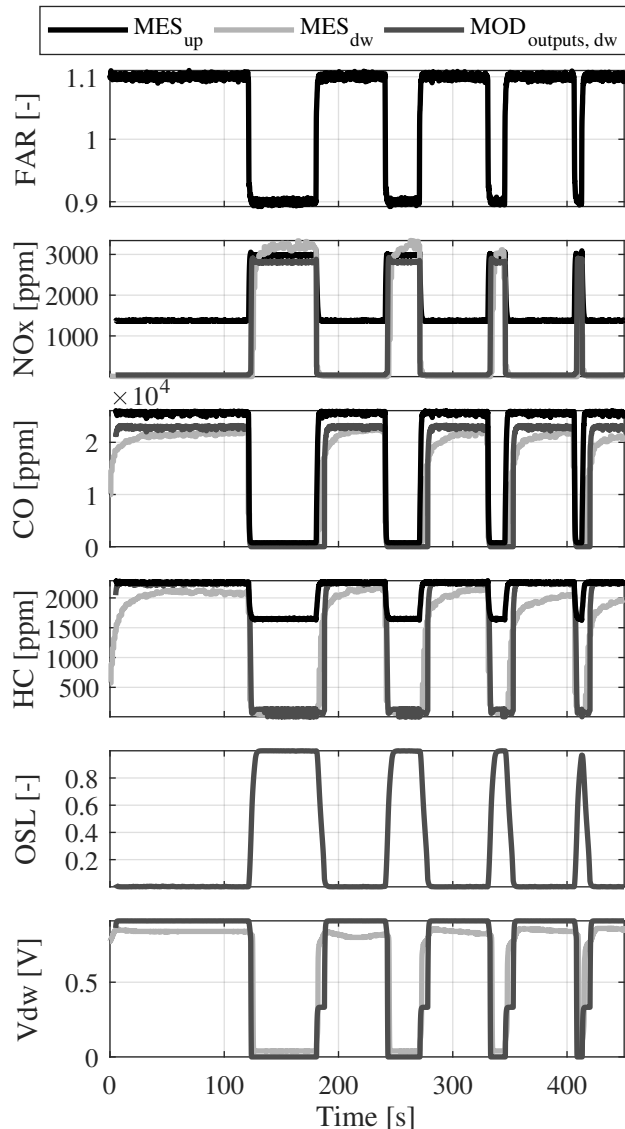 MES_up MES_dw MOD_outputs, dw
FAR [-]
1.1
1
0.9
NOx [ppm]
3000
2000
1000
×10^4
CO [ppm]
2
1
0
HC [ppm]
2000
1500
1000
500
OSL [-]
0.8
0.6
0.4
0.2
Vdw [V]
0.5
0
0 100 200 300 400
Time [s]